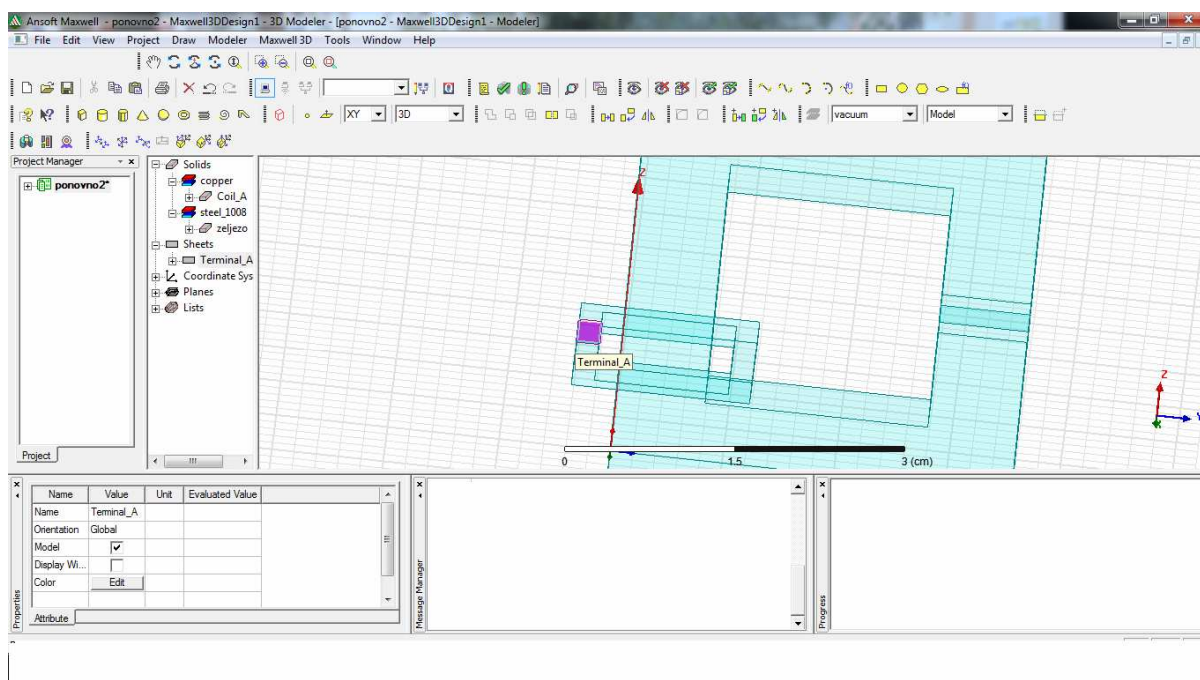 Ansoft Maxwell - ponovno2 - Maxwell3DDesign1 - 3D Modeler - [ponovno2 - Maxwell3DDesign1 - Modeler]
File Edit View Project Draw Modeler Maxwell 3D Tools Window Help
XY 3D vacuum Model
Project Manager
ponovno2*
Project
Solids
copper
Coil_A
steel_1008
zeljezo
Sheets
Terminal_A
Coordinate Sys
Planes
Lists
Z
Terminal_A
0 1.5 3 (cm)
Z
Y
Properties
Name Value Unit Evaluated Value
Name Terminal_A
Orientation Global
Model
Display Wi...
Color Edit
Attribute
Message Manager
Progress